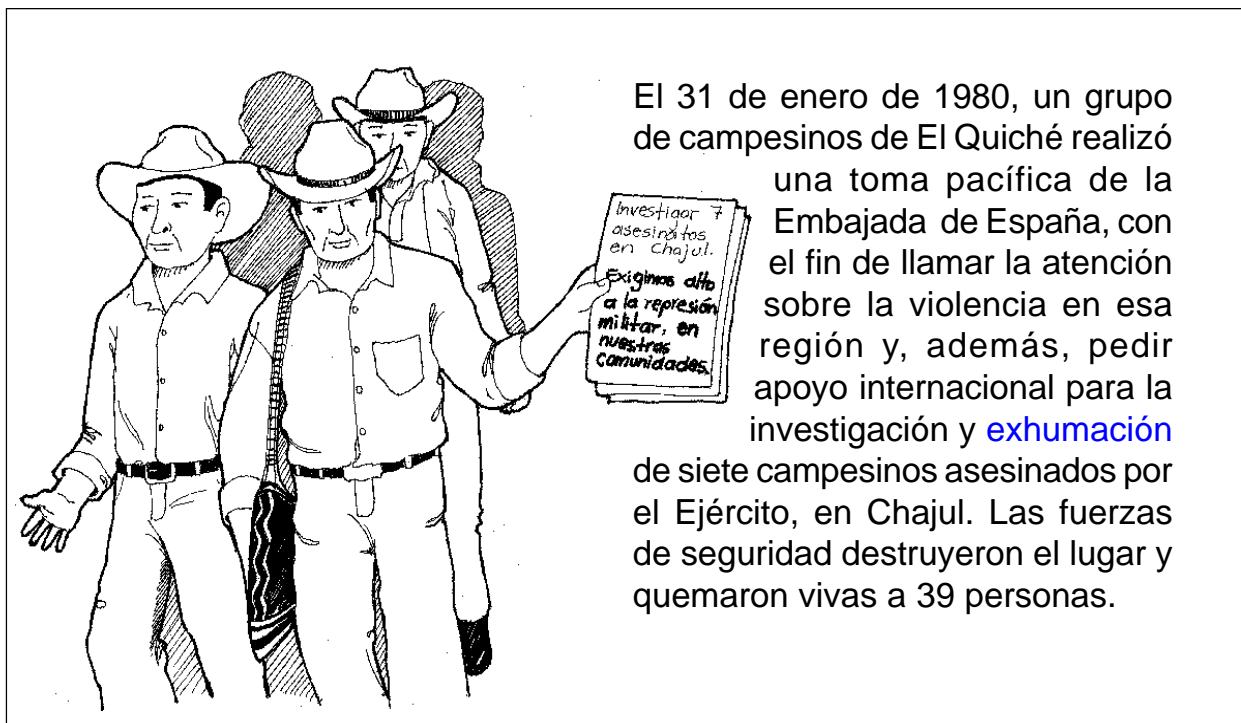 El 31 de enero de 1980, un grupo
de campesinos de El Quiché realizó
una toma pacífica de la
Embajada de España, con
el fin de llamar la atención
sobre la violencia en esa
región y, además, pedir
apoyo internacional para la
investigación y exhumación
de siete campesinos asesinados por
el Ejército, en Chajul. Las fuerzas
de seguridad destruyeron el lugar y
quemaron vivas a 39 personas.
Investigar 7
asesinatos
en Chajul.
Exigimos alto
a la represión
militar, en
nuestras
comunidades.